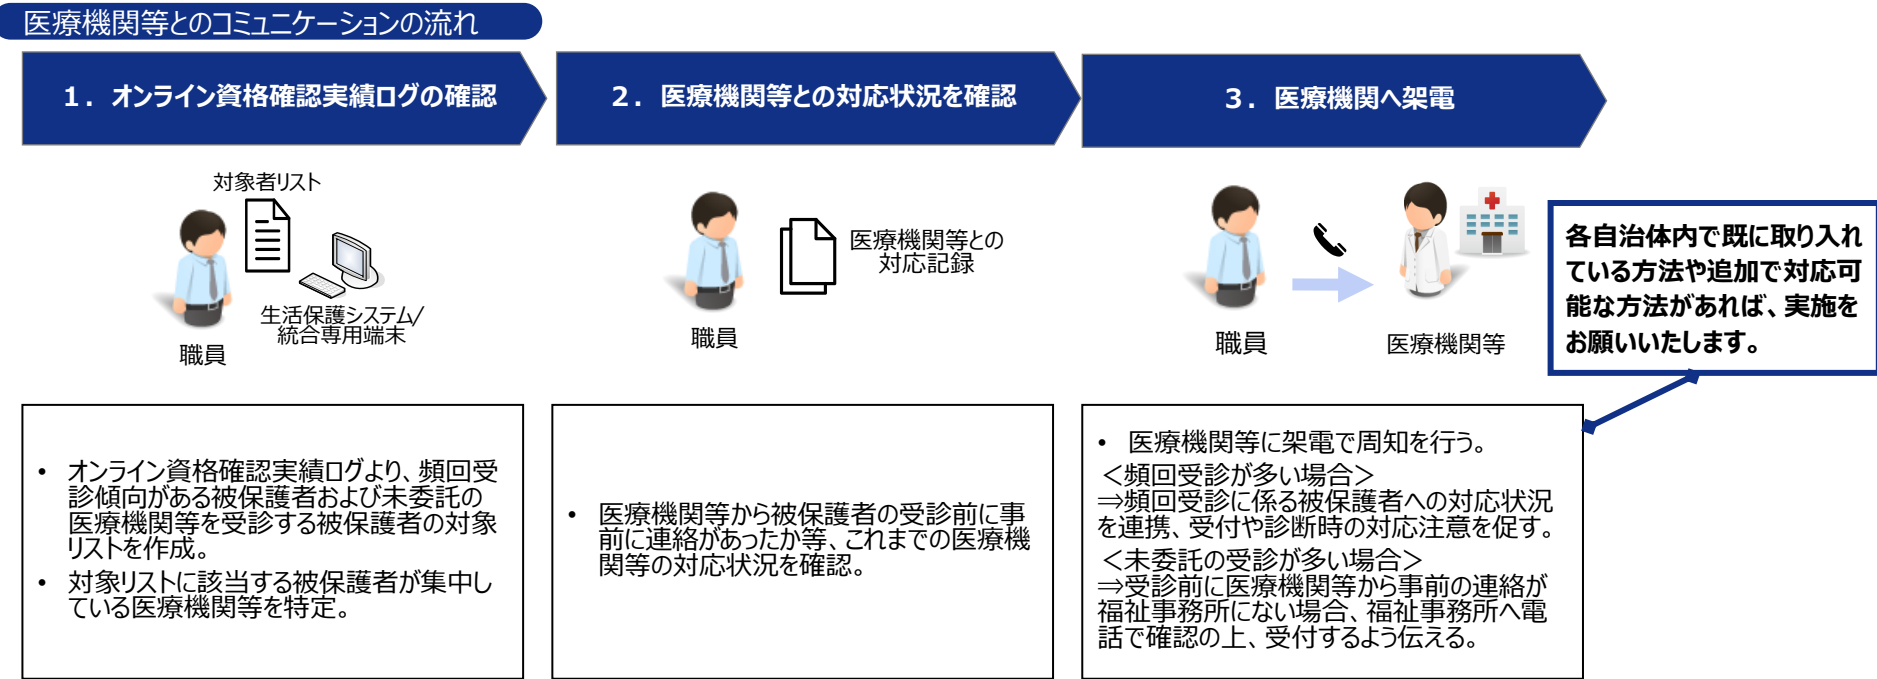 医療機関等とのコミュニケーションの流れ
１．オンライン資格確認実績ログの確認
２．医療機関等との対応状況を確認
３．医療機関へ架電
対象者リスト
生活保護システム/
統合専用端末
職員
医療機関等との
対応記録
職員
職員
医療機関等
各自治体内で既に取り入れ
ている方法や追加で対応可
能な方法があれば、実施を
お願いいたします。
• オンライン資格確認実績ログより、頻回受
診傾向がある被保護者および未委託の
医療機関等を受診する被保護者の対象
リストを作成。
• 対象リストに該当する被保護者が集中し
ている医療機関等を特定。
• 医療機関等から被保護者の受診前に事
前に連絡があったか等、これまでの医療機
関等の対応状況を確認。
• 医療機関等に架電で周知を行う。
＜頻回受診が多い場合＞
⇒頻回受診に係る被保護者への対応状況
を連携、受付や診断時の対応注意を促す。
＜未委託の受診が多い場合＞
⇒受診前に医療機関等から事前の連絡が
福祉事務所にない場合、福祉事務所へ電
話で確認の上、受付するよう伝える。